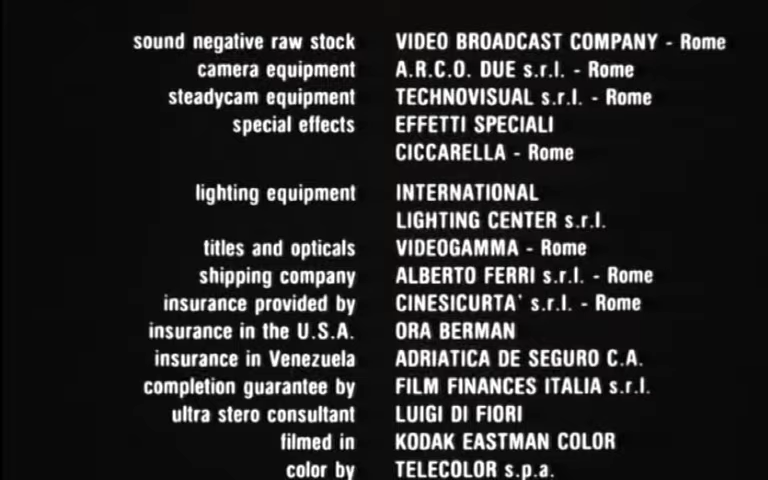 sound negative raw stock VIDEO BROADCAST COMPANY - Rome
camera equipment A.R.C.O. DUE s.r.l. - Rome
steadycam equipment TECHNOVISUAL s.r.l. - Rome
special effects EFFETTI SPECIALI
CICCARELLA - Rome
lighting equipment INTERNATIONAL
LIGHTING CENTER s.r.l.
titles and opticals VIDEOGAMMA - Rome
shipping company ALBERTO FERRI s.r.l. - Rome
insurance provided by CINESICURTA' s.r.l. - Rome
insurance in the U.S.A. ORA BERMAN
insurance in Venezuela ADRIATICA DE SEGURO C.A.
completion guarantee by FILM FINANCES ITALIA s.r.l.
ultra stero consultant LUIGI DI FIORI
filmed in KODAK EASTMAN COLOR
color by TELECOLOR s.p.a.